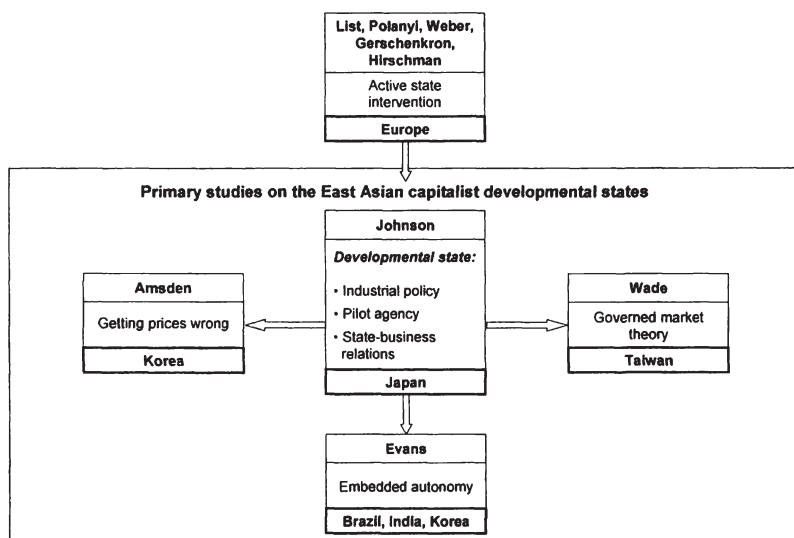 List, Polanyi, Weber,
Gerschenkron,
Hirschman
Active state
intervention
Europe
Primary studies on the East Asian capitalist developmental states
Johnson
Developmental state:
• Industrial policy
• Pilot agency
• State-business
relations
Japan
Amsden
Getting prices wrong
Korea
Wade
Governed market
theory
Taiwan
Evans
Embedded autonomy
Brazil, India, Korea